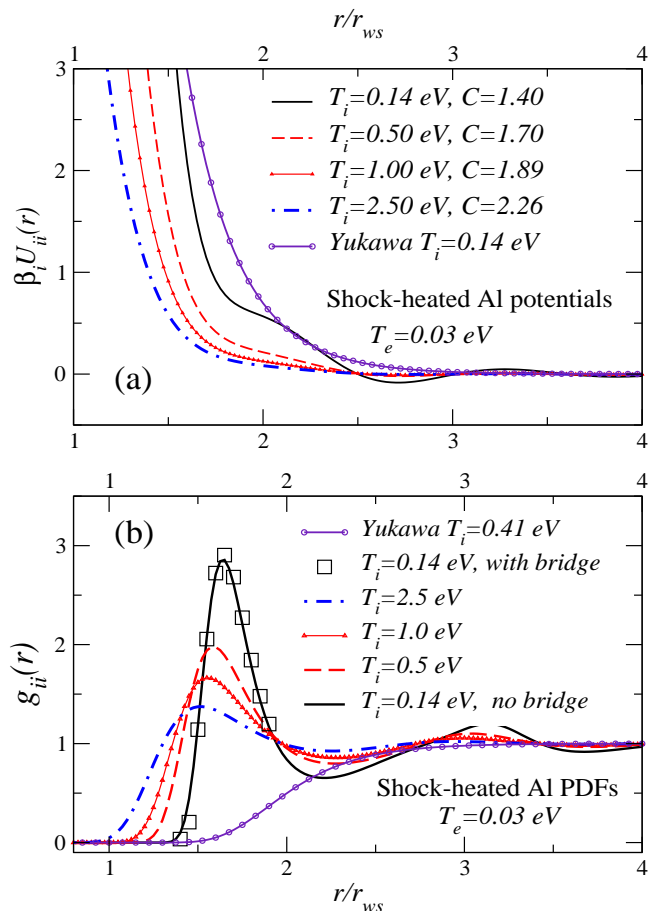 r/r_ws
1 2 3 4
3
2
1
0
β_i U_ii(r)
T_i=0.14 eV, C=1.40
T_i=0.50 eV, C=1.70
T_i=1.00 eV, C=1.89
T_i=2.50 eV, C=2.26
Yukawa T_i=0.14 eV
Shock-heated Al potentials
T_e=0.03 eV
(a)
1 2 3 4
1 2 3 4
(b)
3
2
1
0
g_ii(r)
Yukawa T_i=0.41 eV
T_i=0.14 eV, with bridge
T_i=2.5 eV
T_i=1.0 eV
T_i=0.5 eV
T_i=0.14 eV, no bridge
Shock-heated Al PDFs
T_e=0.03 eV
1 2 3 4
r/r_ws